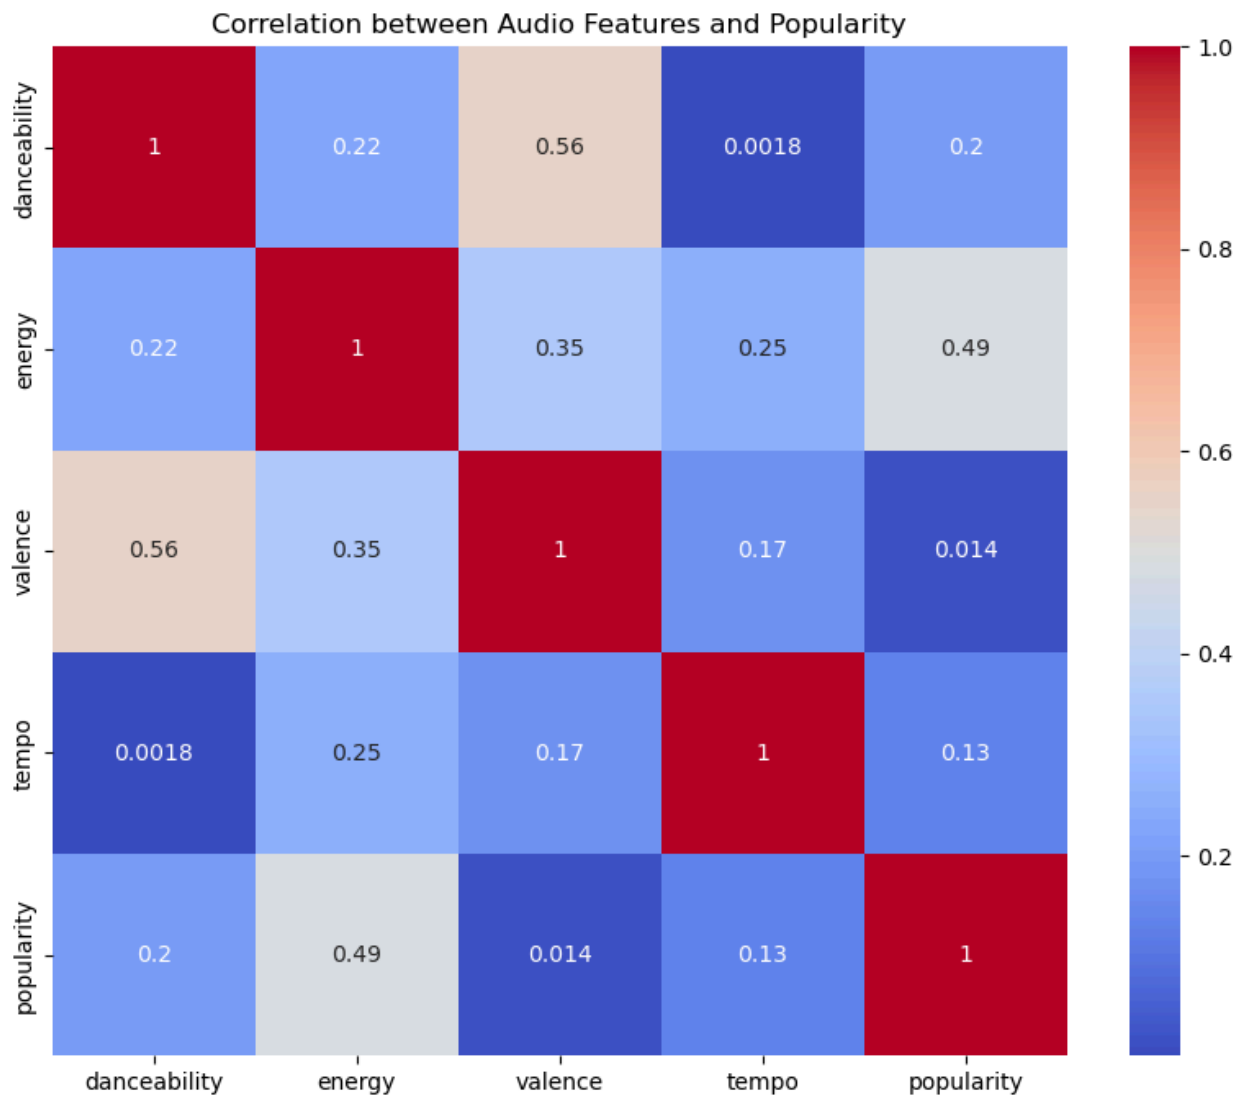 Correlation between Audio Features and Popularity
danceability 1 0.22 0.56 0.0018 0.2
energy 0.22 1 0.35 0.25 0.49
valence 0.56 0.35 1 0.17 0.014
tempo 0.0018 0.25 0.17 1 0.13
popularity 0.2 0.49 0.014 0.13 1
danceability energy valence tempo popularity
1.0
0.8
0.6
0.4
0.2